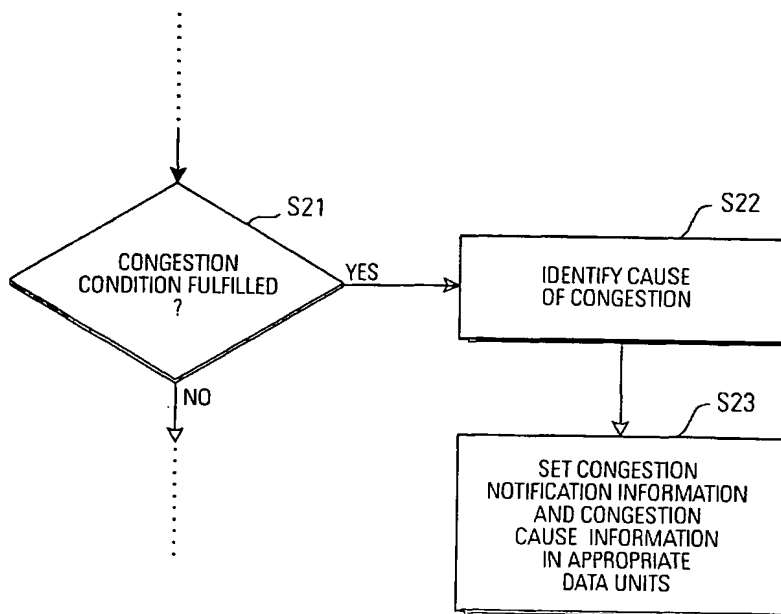 S21
CONGESTION
CONDITION FULFILLED
?
YES
NO
S22
IDENTIFY CAUSE
OF CONGESTION
S23
SET CONGESTION
NOTIFICATION INFORMATION
AND CONGESTION
CAUSE INFORMATION
IN APPROPRIATE
DATA UNITS